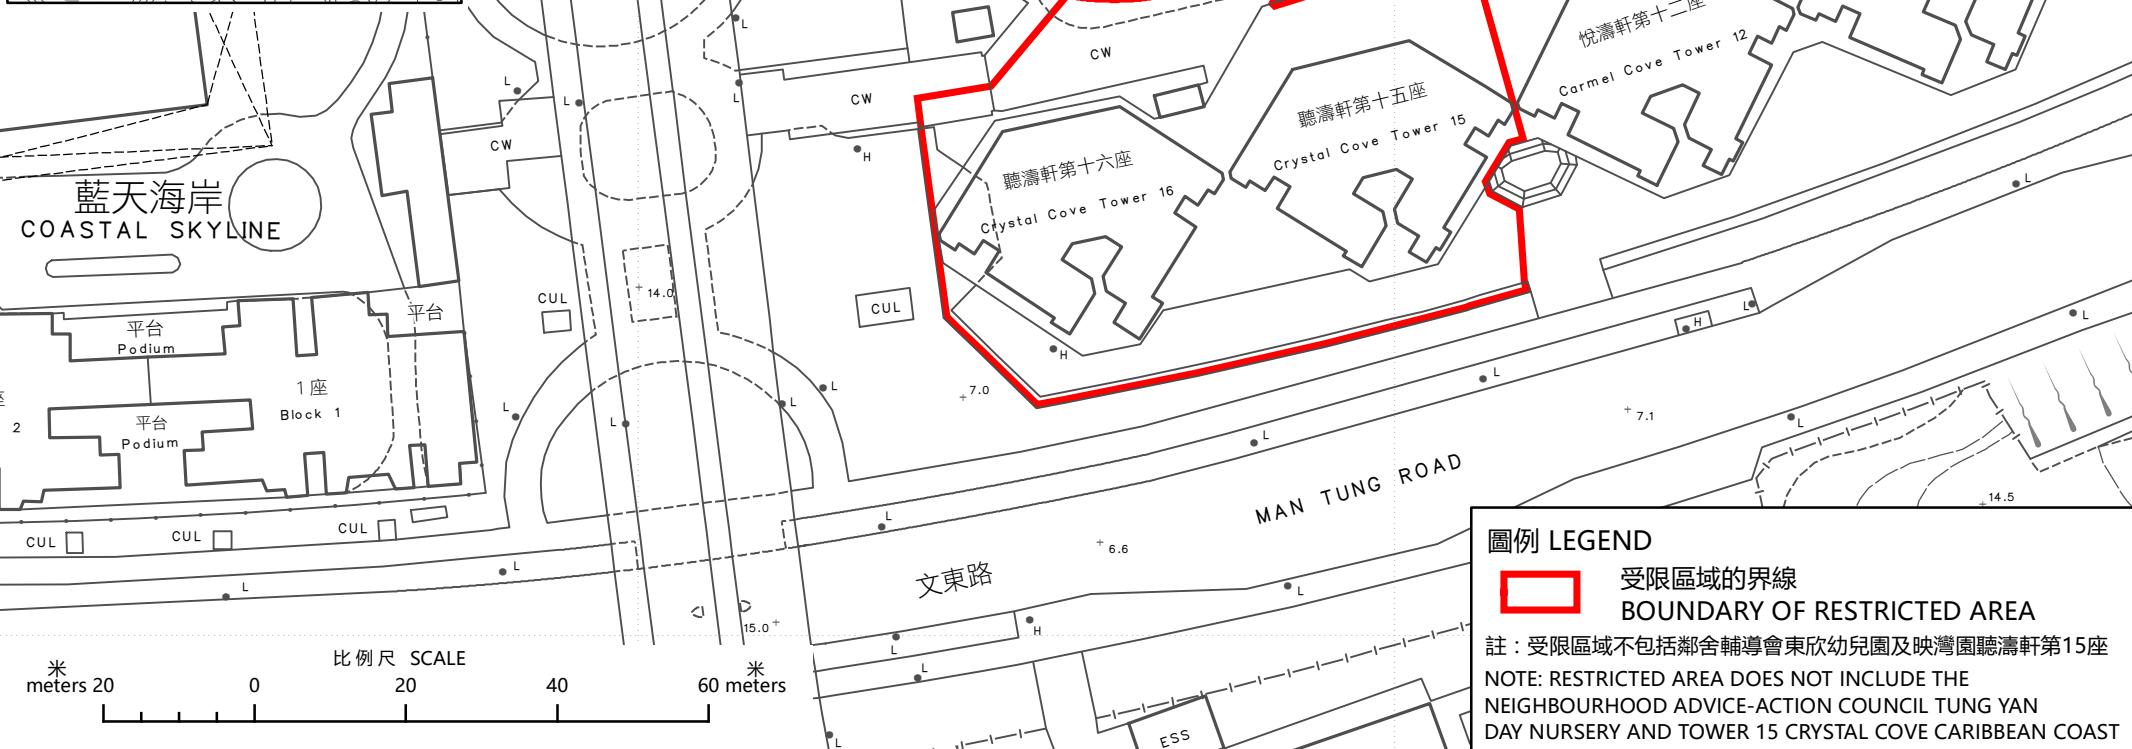 悅濤軒第十二座
Carmel Cove Tower 12
CW
聽濤軒第十五座
Crystal Cove Tower 15
L
L
L
L
CW
CW
H
聽濤軒第十六座
Crystal Cove Tower 16
藍天海岸
COASTAL SKYLINE
L
14.0
CUL
CUL
平台
平台
Podium
H
L
H
L
7.0
L
1座
Block 1
2
平台
Podium
L
L
L
L
L
7.1
L
MAN TUNG ROAD
14.5
CUL
CUL
CUL
L
6.6
文東路
L
L
L
15.0
H
L
L
L
ESS
比例尺 SCALE
米
米
meters 20 0 20 40 60 meters
圖例 LEGEND
受限區域的界線
BOUNDARY OF RESTRICTED AREA
註：受限區域不包括鄰舍輔導會東欣幼兒園及映灣園聽濤軒第15座
NOTE: RESTRICTED AREA DOES NOT INCLUDE THE
NEIGHBOURHOOD ADVICE-ACTION COUNCIL TUNG YAN
DAY NURSERY AND TOWER 15 CRYSTAL COVE CARIBBEAN COAST